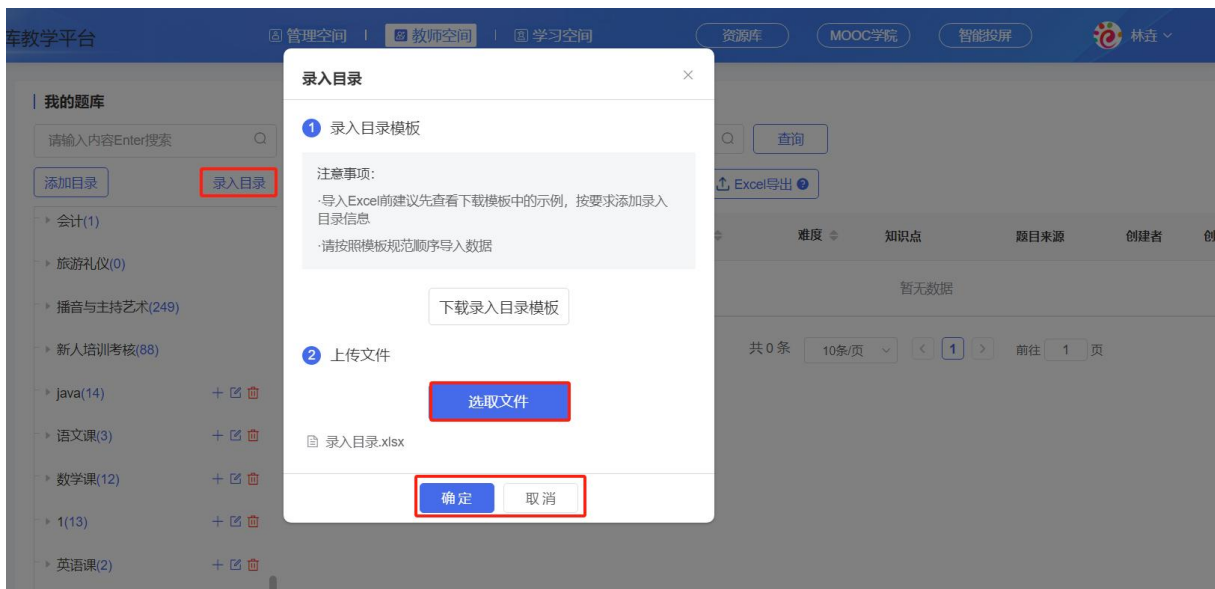 库教学平台
管理空间
教师空间
学习空间
资源库
MOOC学院
智能投屏
林垚
我的题库
请输入内容Enter搜索
添加目录
录入目录
会计(1)
旅游礼仪(0)
播音与主持艺术(249)
新人培训考核(88)
java(14)
语文课(3)
数学课(12)
1(13)
英语课(2)
录入目录
1 录入目录模板
注意事项:
·导入Excel前建议先查看下载模板中的示例，按要求添加录入
目录信息
·请按照模板规范顺序导入数据
下载录入目录模板
2 上传文件
选取文件
录入目录.xlsx
确定
取消
查询
Excel导出
难度
知识点
题目来源
创建者
暂无数据
共0条
10条/页
1
前往 1 页